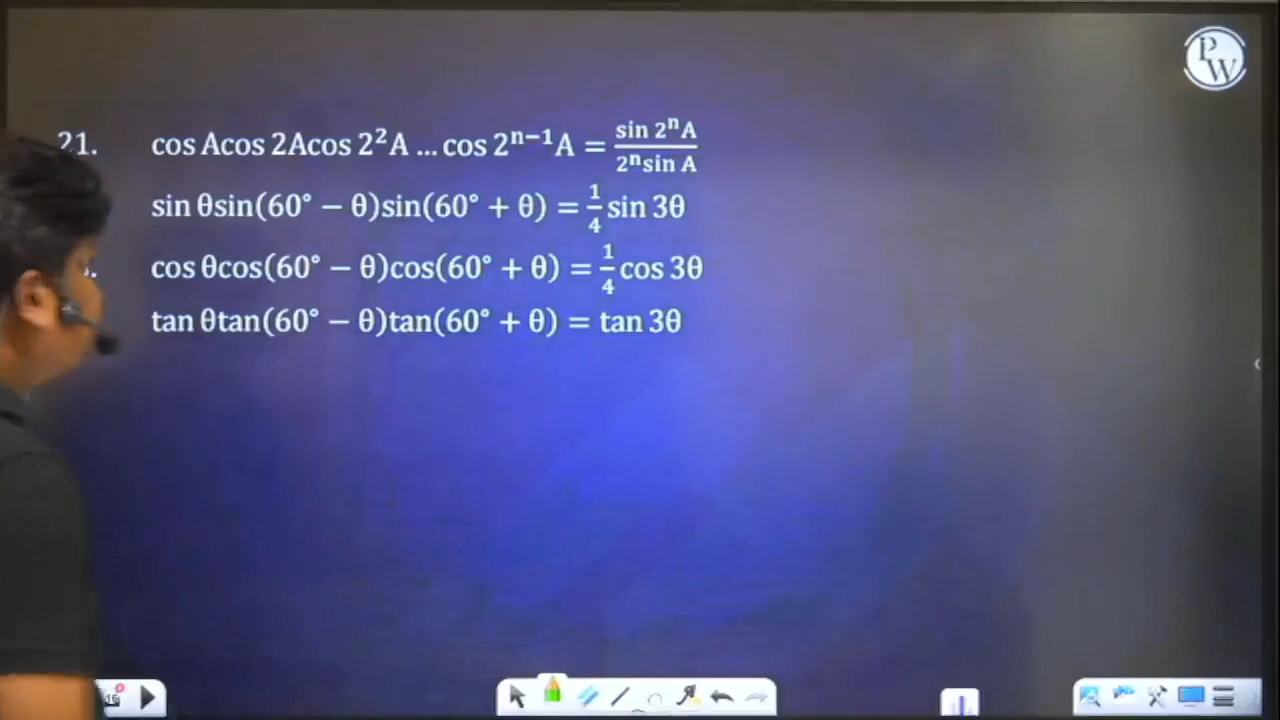 PW
21. cos Acos 2Acos 2²A ... cos 2ⁿ⁻¹A = sin 2ⁿA / 2ⁿsin A
sin θsin(60° − θ)sin(60° + θ) = 1/4 sin 3θ
cos θcos(60° − θ)cos(60° + θ) = 1/4 cos 3θ
tan θtan(60° − θ)tan(60° + θ) = tan 3θ